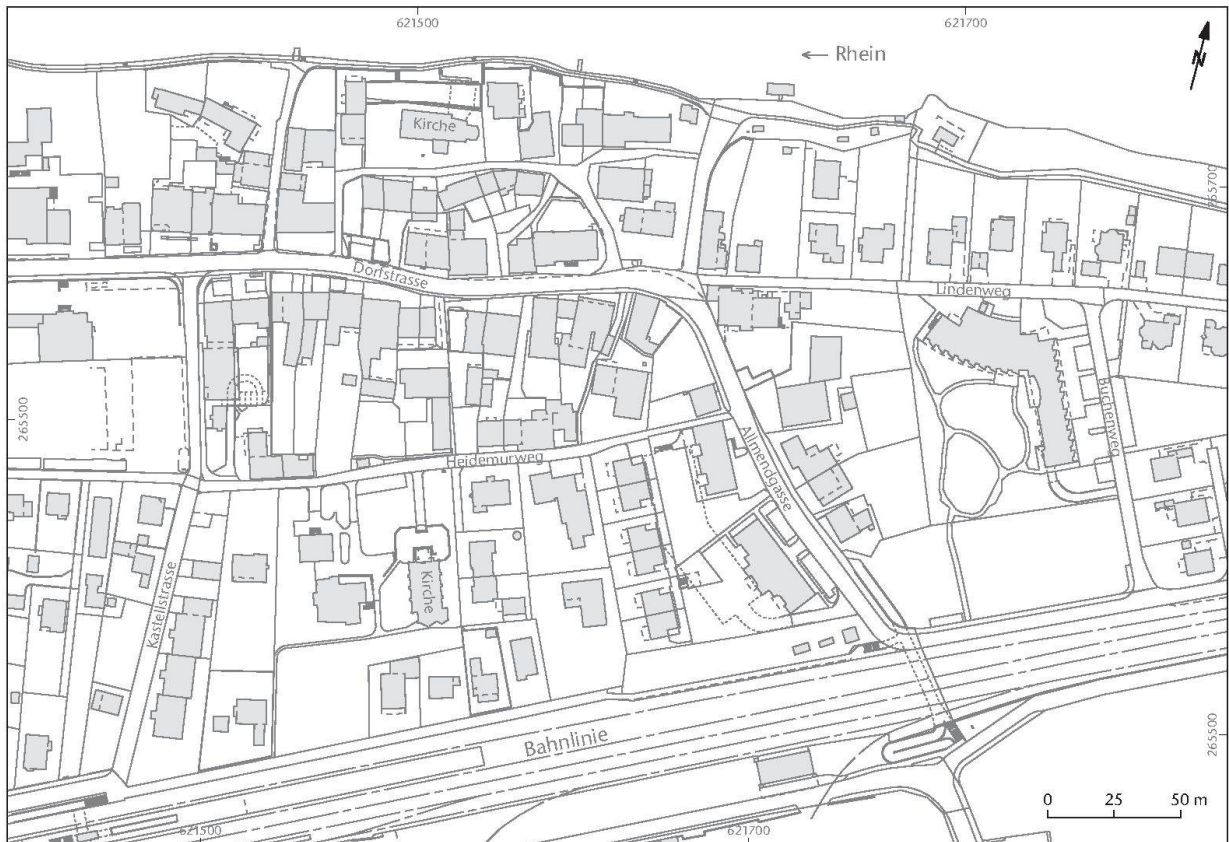 621500
621700
← Rhein
N
Kirche
265700
Dorfstrasse
Lindenweg
265500
Buchenweg
Allmendgasse
Heidemurweg
Kirche
Kastellstrasse
Bahnlinie
265500
0 25 50 m
621500
621700